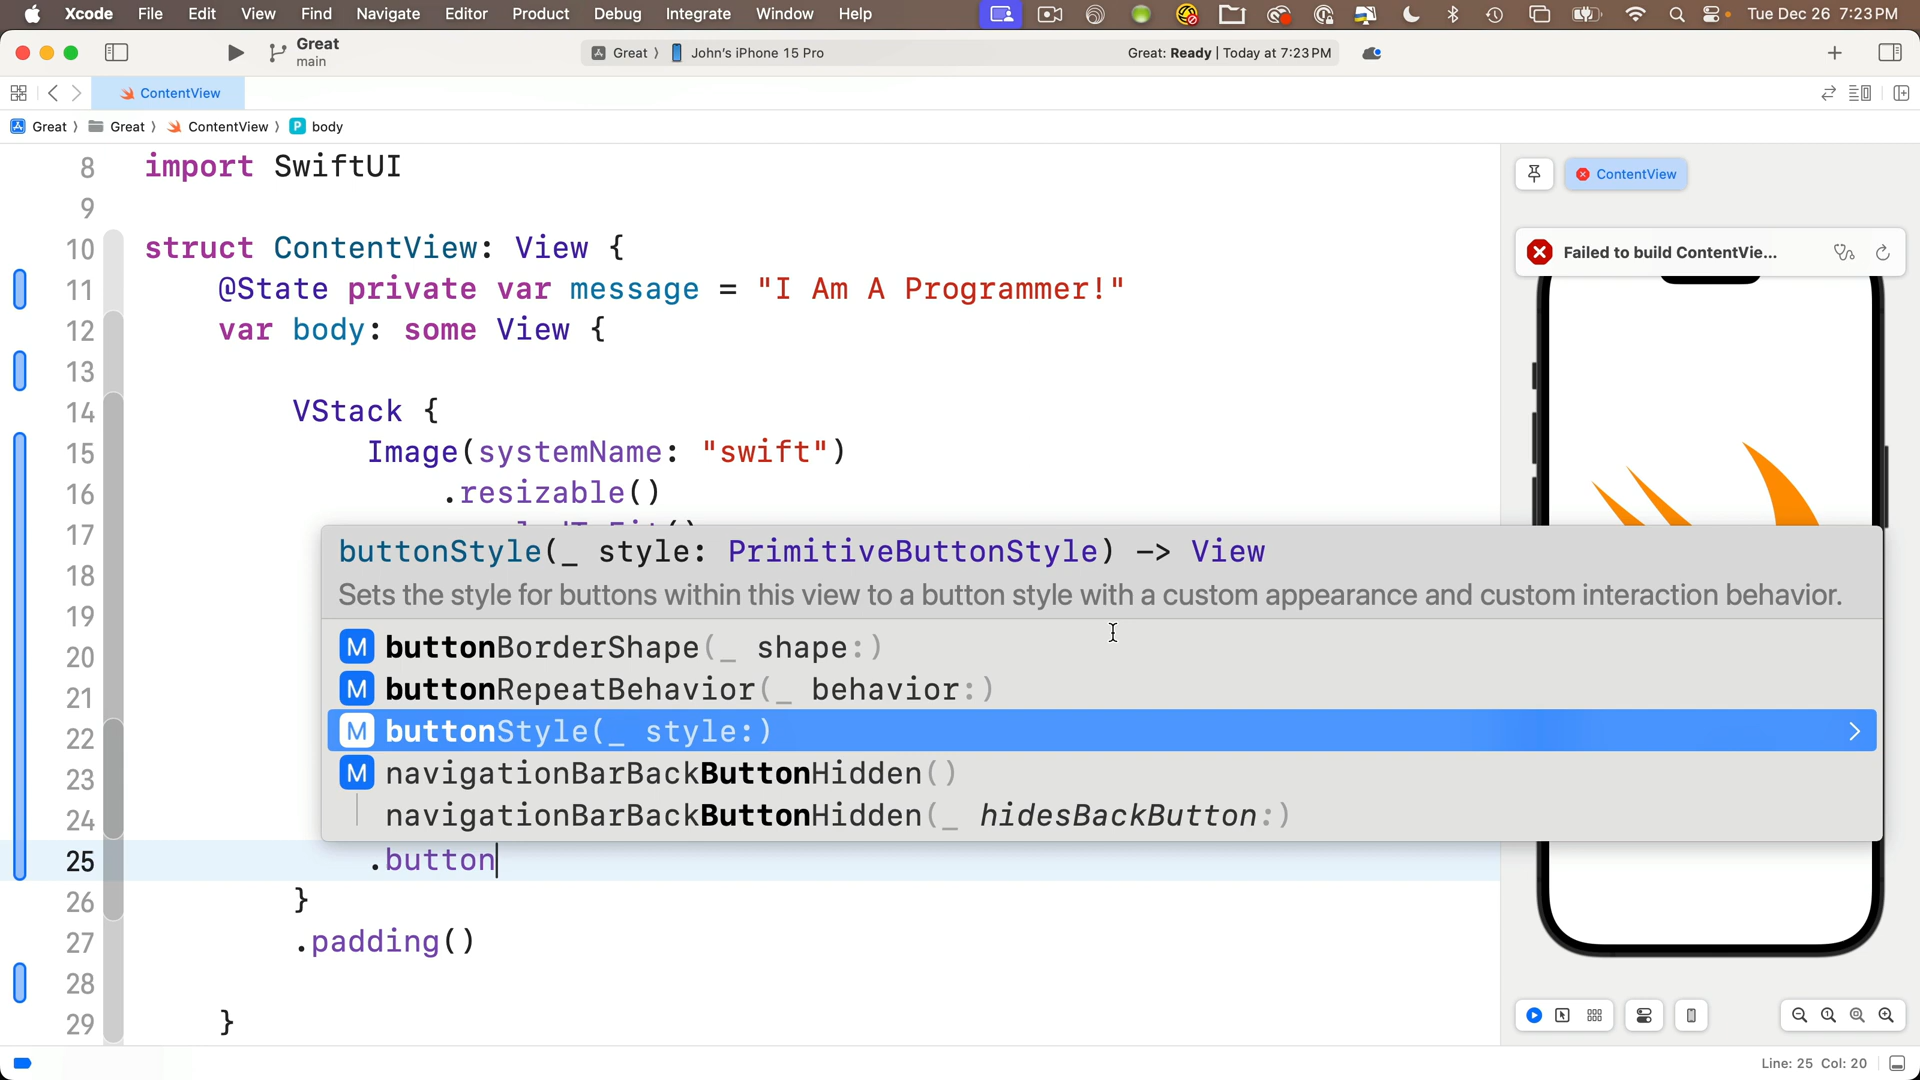 Xcode File Edit View Find Navigate Editor Product Debug Integrate Window Help Tue Dec 26 7:23 PM
Great
main
Great 〉 John's iPhone 15 Pro
Great: Ready | Today at 7:23 PM
ContentView
Great 〉 Great 〉 ContentView 〉 P body
8 import SwiftUI
9
10 struct ContentView: View {
11 @State private var message = "I Am A Programmer!"
12 var body: some View {
13
14 VStack {
15 Image(systemName: "swift")
16 .resizable()
17
18
19
20
21
22
23
24
buttonStyle(_ style: PrimitiveButtonStyle) -> View
Sets the style for buttons within this view to a button style with a custom appearance and custom interaction behavior.
M buttonBorderShape(_ shape:)
M buttonRepeatBehavior(_ behavior:)
M buttonStyle(_ style:)
M navigationBarBackButtonHidden()
navigationBarBackButtonHidden(_ hidesBackButton:)
25 .button
26 }
27 .padding()
28
29 }
ContentView
Failed to build ContentVie...
Line: 25 Col: 20